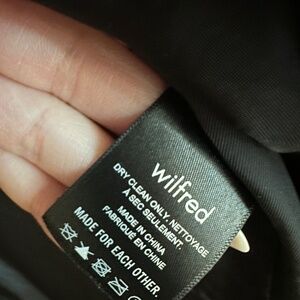 wilfred
DRY CLEAN ONLY. NETTOYAGE
À SEC SEULEMENT.
MADE IN CHINA
FABRIQUÉ EN CHINE
MADE FOR EACH OTHER.